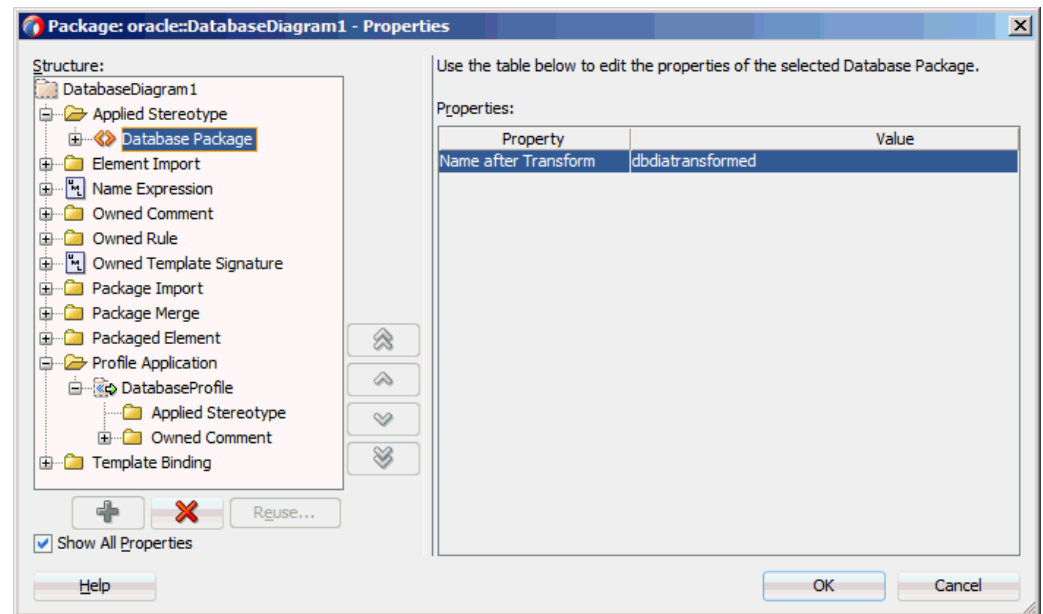 Package: oracle::DatabaseDiagram1 - Properties
Structure:
DatabaseDiagram1
Applied Stereotype
Database Package
Element Import
Name Expression
Owned Comment
Owned Rule
Owned Template Signature
Package Import
Package Merge
Packaged Element
Profile Application
DatabaseProfile
Applied Stereotype
Owned Comment
Template Binding
Reuse...
Show All Properties
Use the table below to edit the properties of the selected Database Package.
Properties:
Property Value
Name after Transform dbdiatransformed
Help OK Cancel